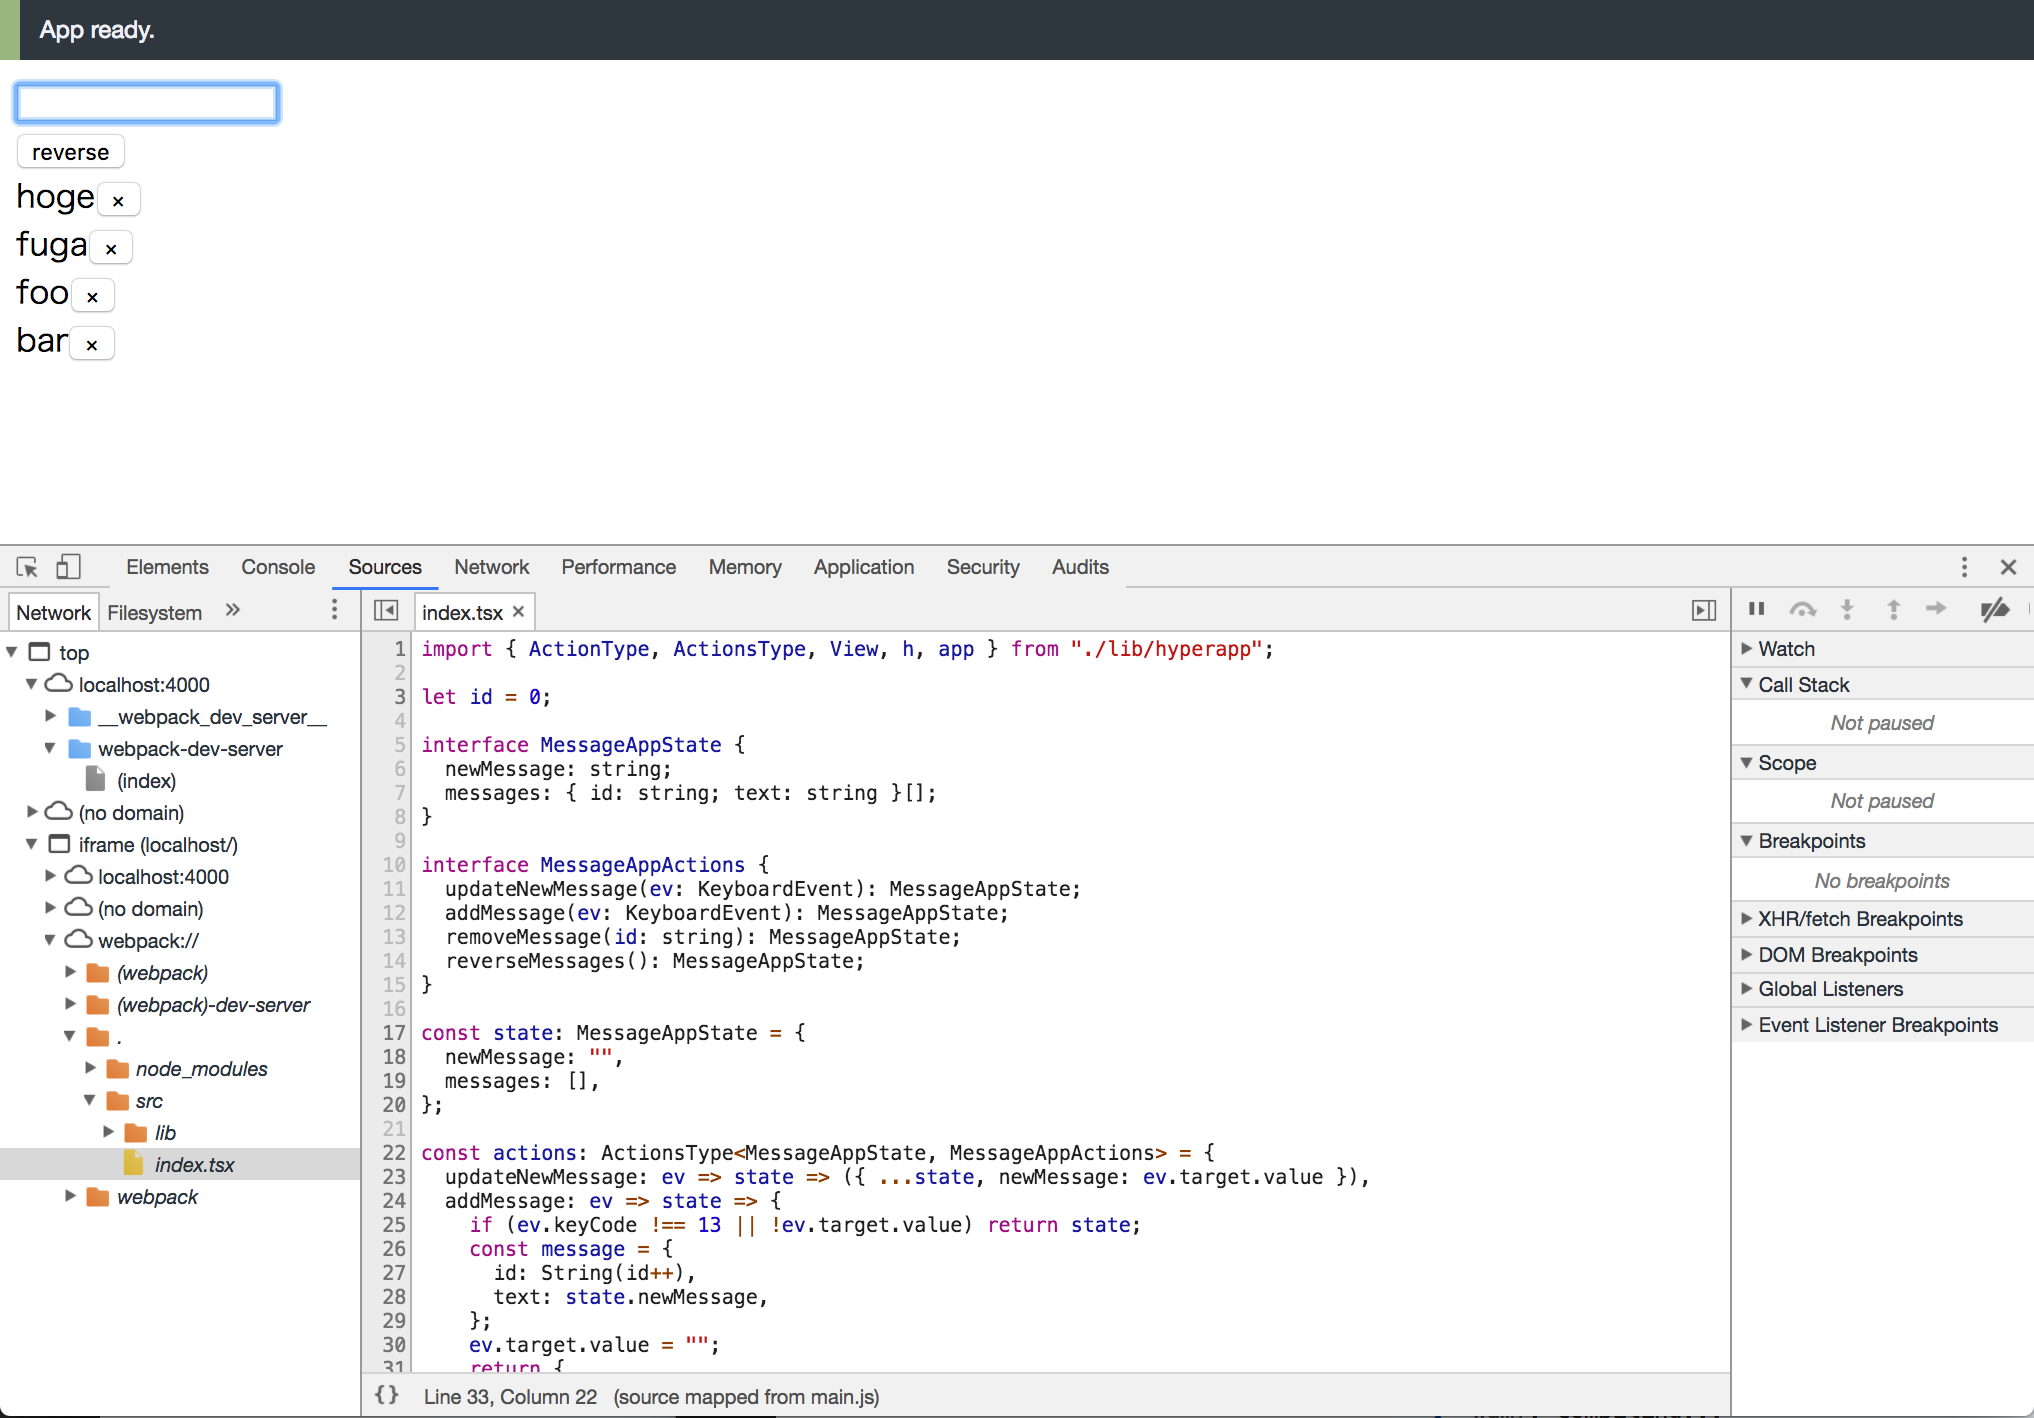 App ready.
reverse
hoge ×
fuga ×
foo ×
bar ×
Elements Console Sources Network Performance Memory Application Security Audits
Network Filesystem »
top
localhost:4000
__webpack_dev_server__
webpack-dev-server
(index)
(no domain)
iframe (localhost/)
localhost:4000
(no domain)
webpack://
(webpack)
(webpack)-dev-server
.
node_modules
src
lib
index.tsx
webpack
index.tsx ×
1 import { ActionType, ActionsType, View, h, app } from "./lib/hyperapp";
2
3 let id = 0;
4
5 interface MessageAppState {
6 newMessage: string;
7 messages: { id: string; text: string }[];
8 }
9
10 interface MessageAppActions {
11 updateNewMessage(ev: KeyboardEvent): MessageAppState;
12 addMessage(ev: KeyboardEvent): MessageAppState;
13 removeMessage(id: string): MessageAppState;
14 reverseMessages(): MessageAppState;
15 }
16
17 const state: MessageAppState = {
18 newMessage: "",
19 messages: [],
20 };
21
22 const actions: ActionsType<MessageAppState, MessageAppActions> = {
23 updateNewMessage: ev => state => ({ ...state, newMessage: ev.target.value }),
24 addMessage: ev => state => {
25 if (ev.keyCode !== 13 || !ev.target.value) return state;
26 const message = {
27 id: String(id++),
28 text: state.newMessage,
29 };
30 ev.target.value = "";
31 return {
{} Line 33, Column 22 (source mapped from main.js)
Watch
Call Stack
Not paused
Scope
Not paused
Breakpoints
No breakpoints
XHR/fetch Breakpoints
DOM Breakpoints
Global Listeners
Event Listener Breakpoints